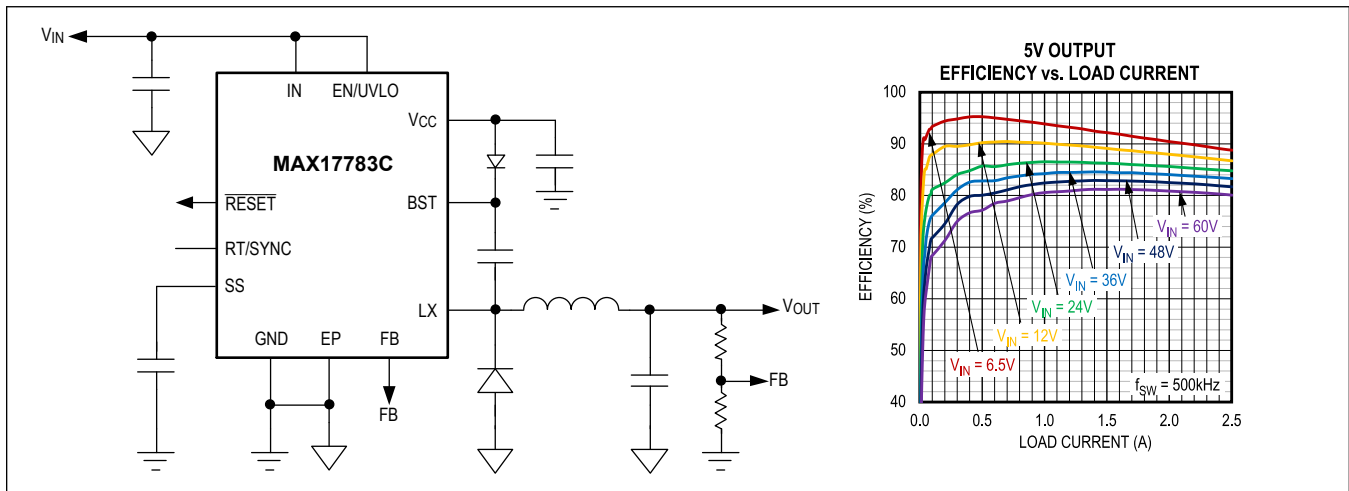 VIN
IN
EN/UVLO
VCC
MAX17783C
RESET
BST
RT/SYNC
SS
LX
VOUT
GND
EP
FB
FB
FB
5V OUTPUT
EFFICIENCY vs. LOAD CURRENT
100
90
80
70
60
50
40
EFFICIENCY (%)
VIN = 60V
VIN = 48V
VIN = 36V
VIN = 24V
VIN = 12V
VIN = 6.5V
fSW = 500kHz
0.0
0.5
1.0
1.5
2.0
2.5
LOAD CURRENT (A)